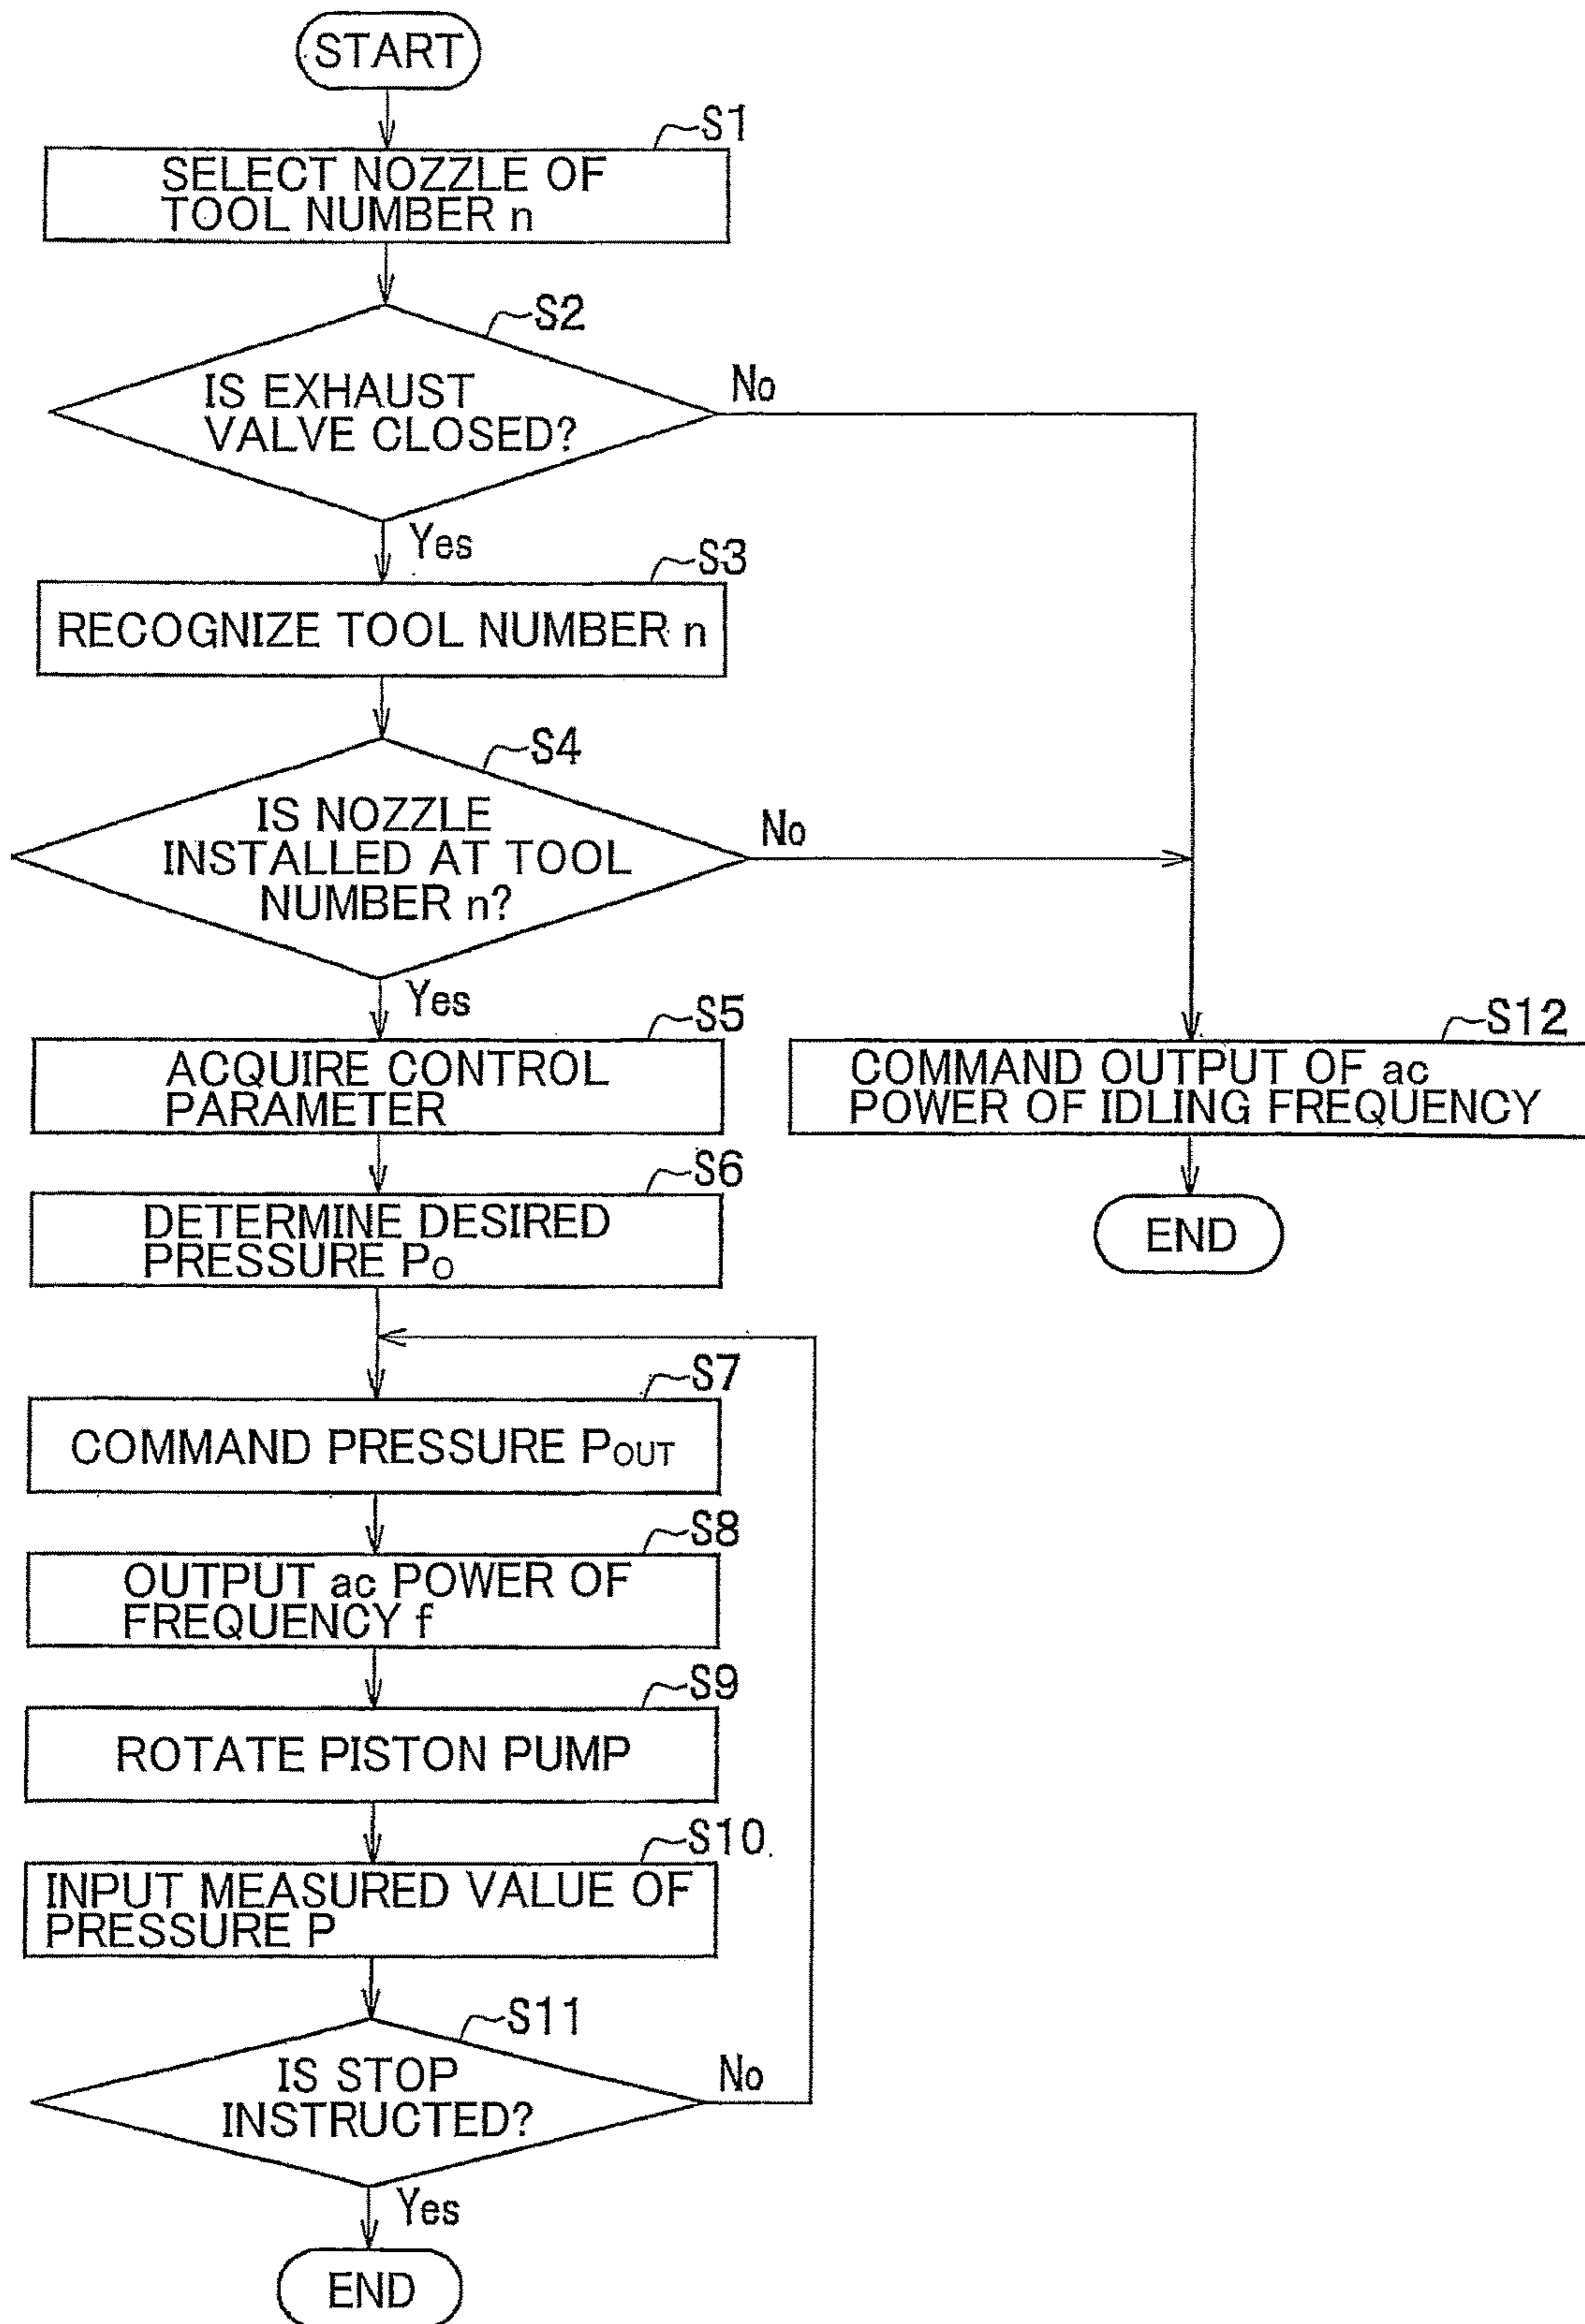 START
S1
SELECT NOZZLE OF
TOOL NUMBER n
S2
IS EXHAUST
VALVE CLOSED?
No
Yes
S3
RECOGNIZE TOOL NUMBER n
S4
IS NOZZLE
INSTALLED AT TOOL
NUMBER n?
No
Yes
S5
ACQUIRE CONTROL
PARAMETER
S12
COMMAND OUTPUT OF ac
POWER OF IDLING FREQUENCY
END
S6
DETERMINE DESIRED
PRESSURE PO
S7
COMMAND PRESSURE POUT
S8
OUTPUT ac POWER OF
FREQUENCY f
S9
ROTATE PISTON PUMP
S10
INPUT MEASURED VALUE OF
PRESSURE P
S11
IS STOP
INSTRUCTED?
No
Yes
END